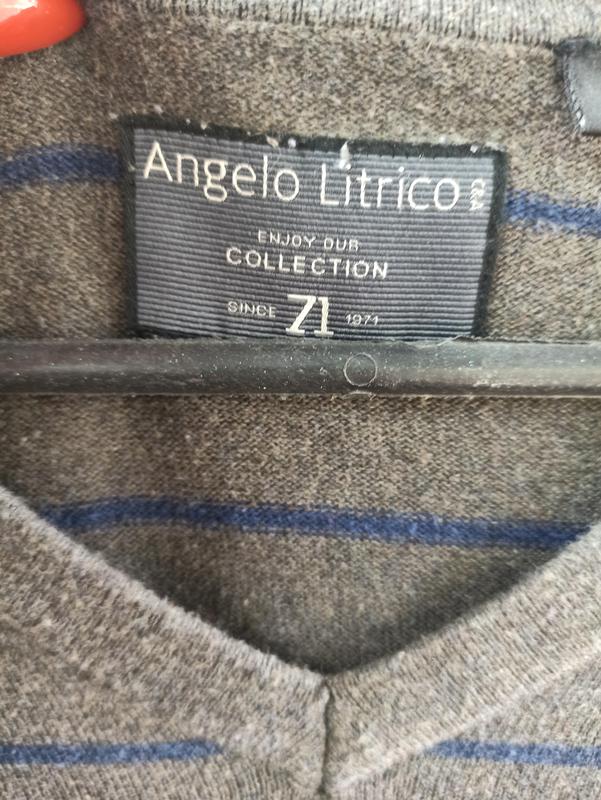 Angelo Litrico C&A
ENJOY OUR
COLLECTION
SINCE 71 1971